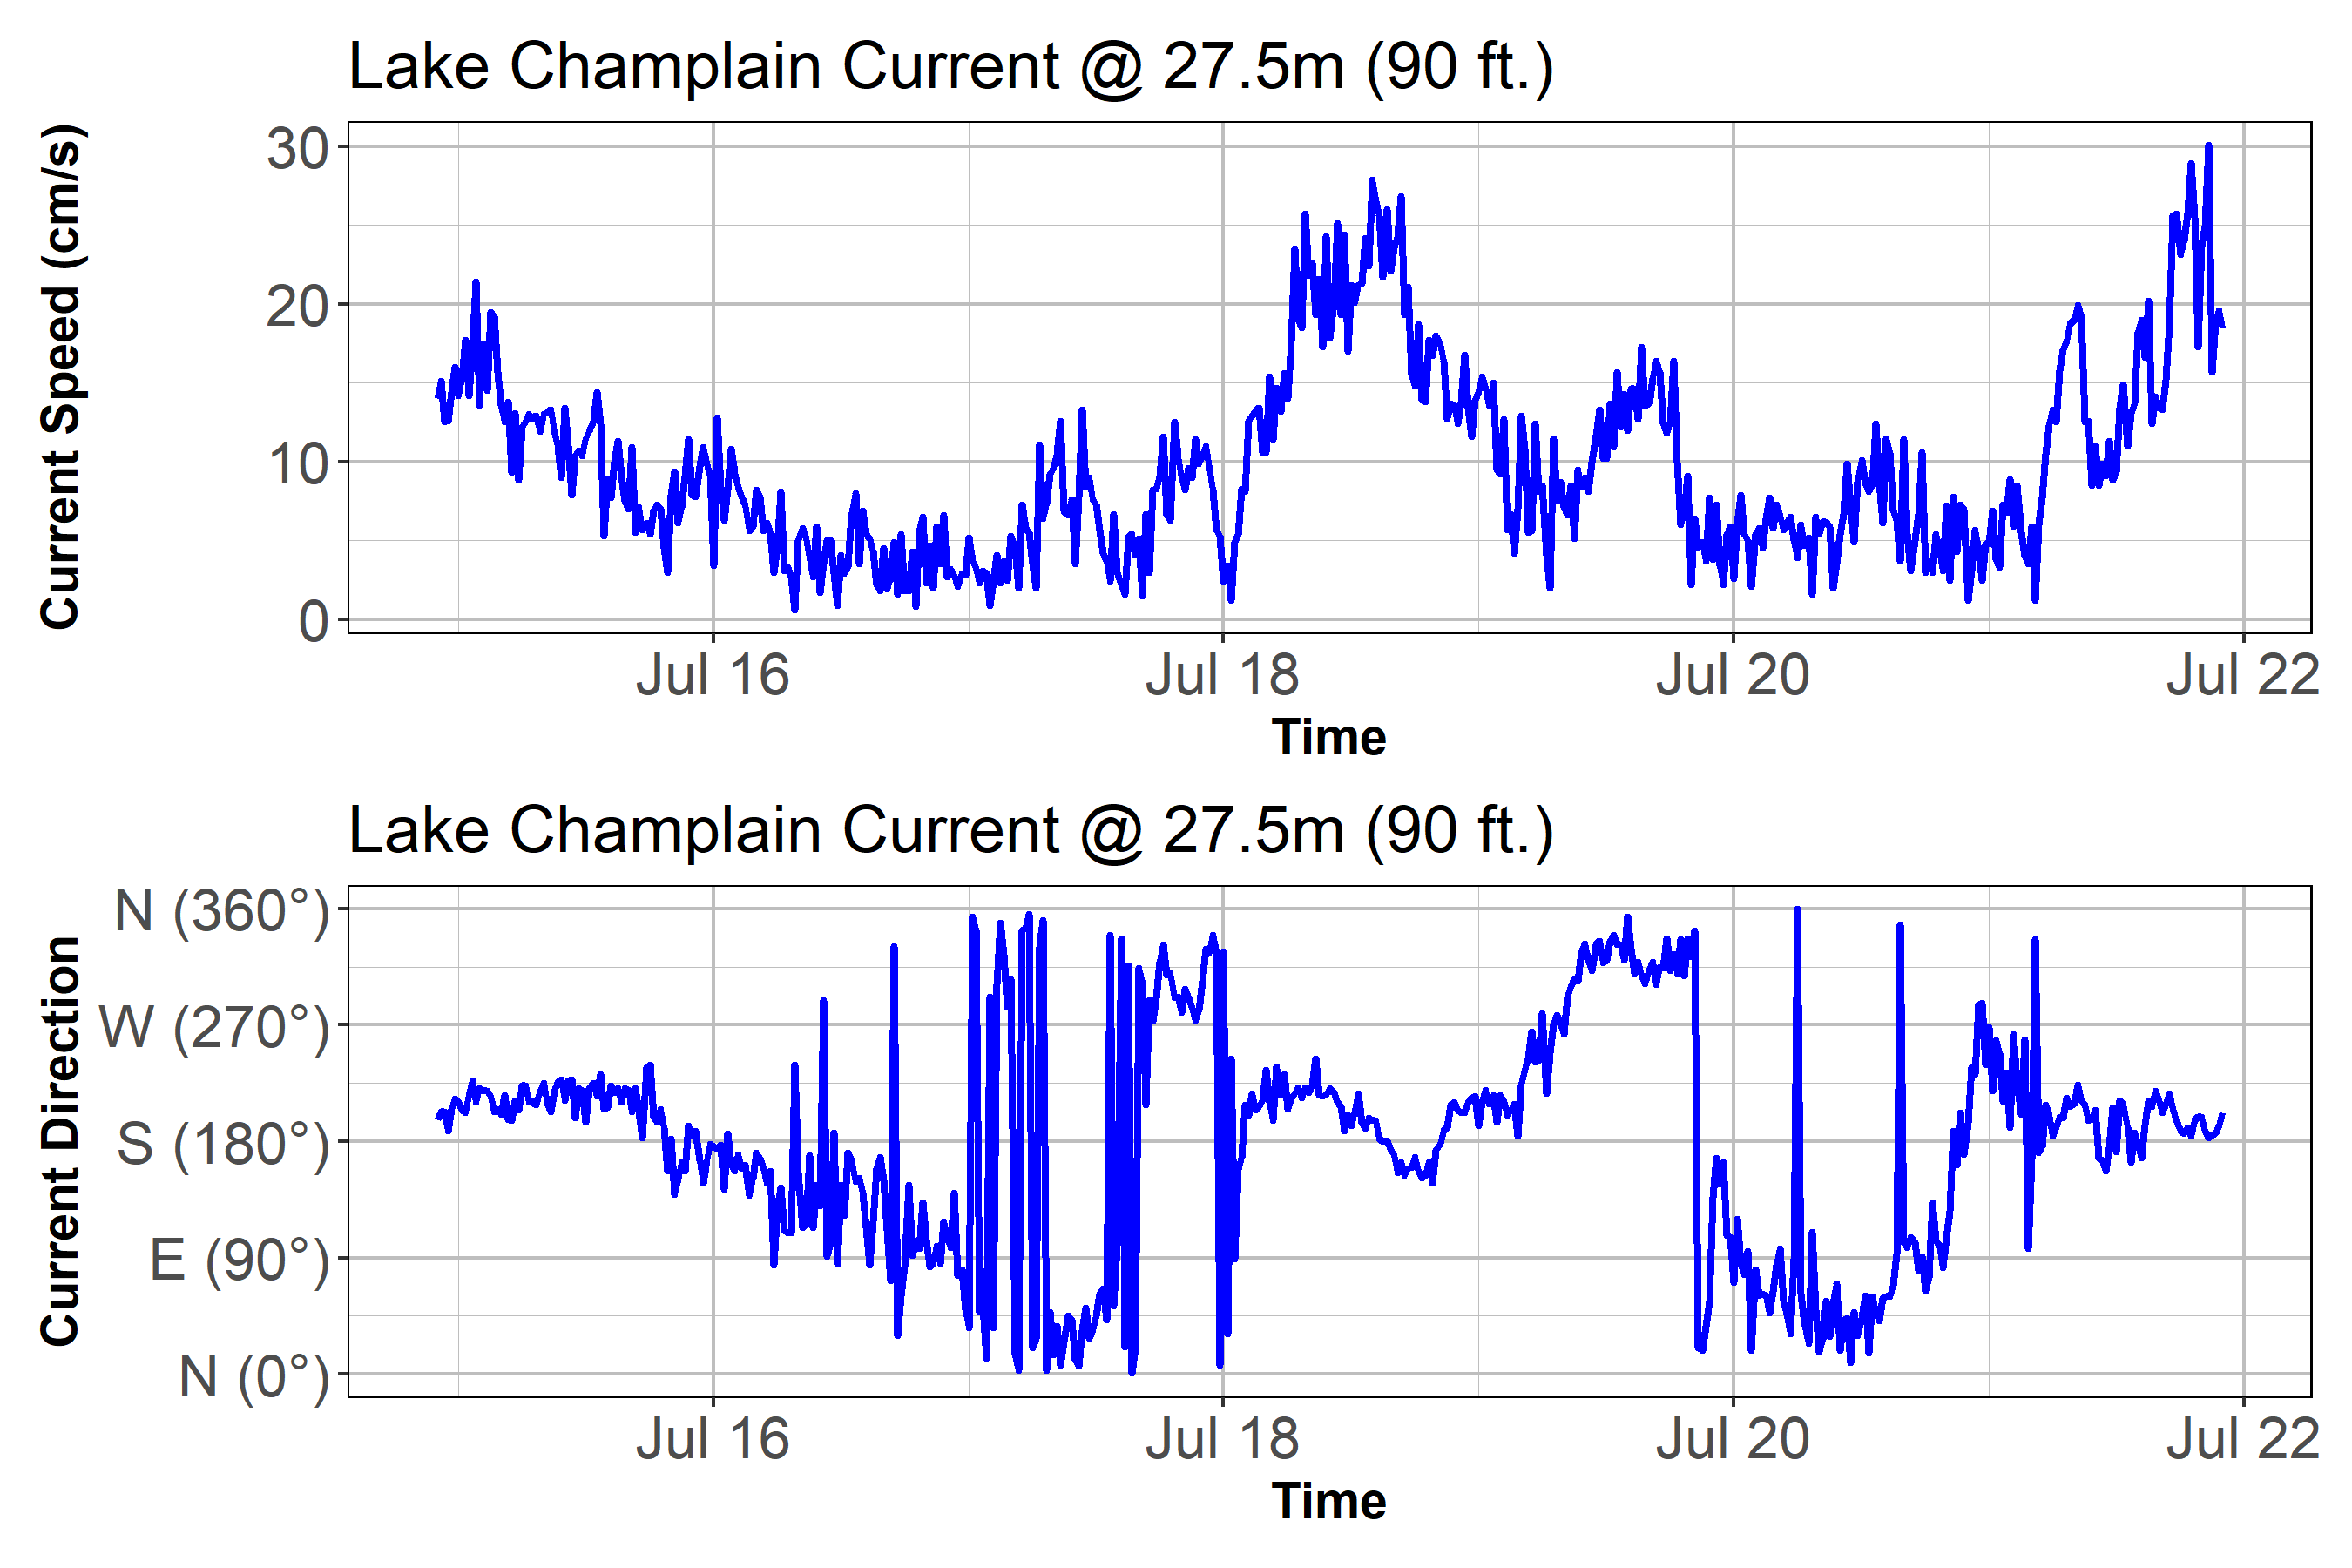 Lake Champlain Current @ 27.5m (90 ft.)
Current Speed (cm/s)
30
20
10
0
Jul 16 Jul 18 Jul 20 Jul 22
Time
Lake Champlain Current @ 27.5m (90 ft.)
Current Direction
N (360°)
W (270°)
S (180°)
E (90°)
N (0°)
Jul 16 Jul 18 Jul 20 Jul 22
Time